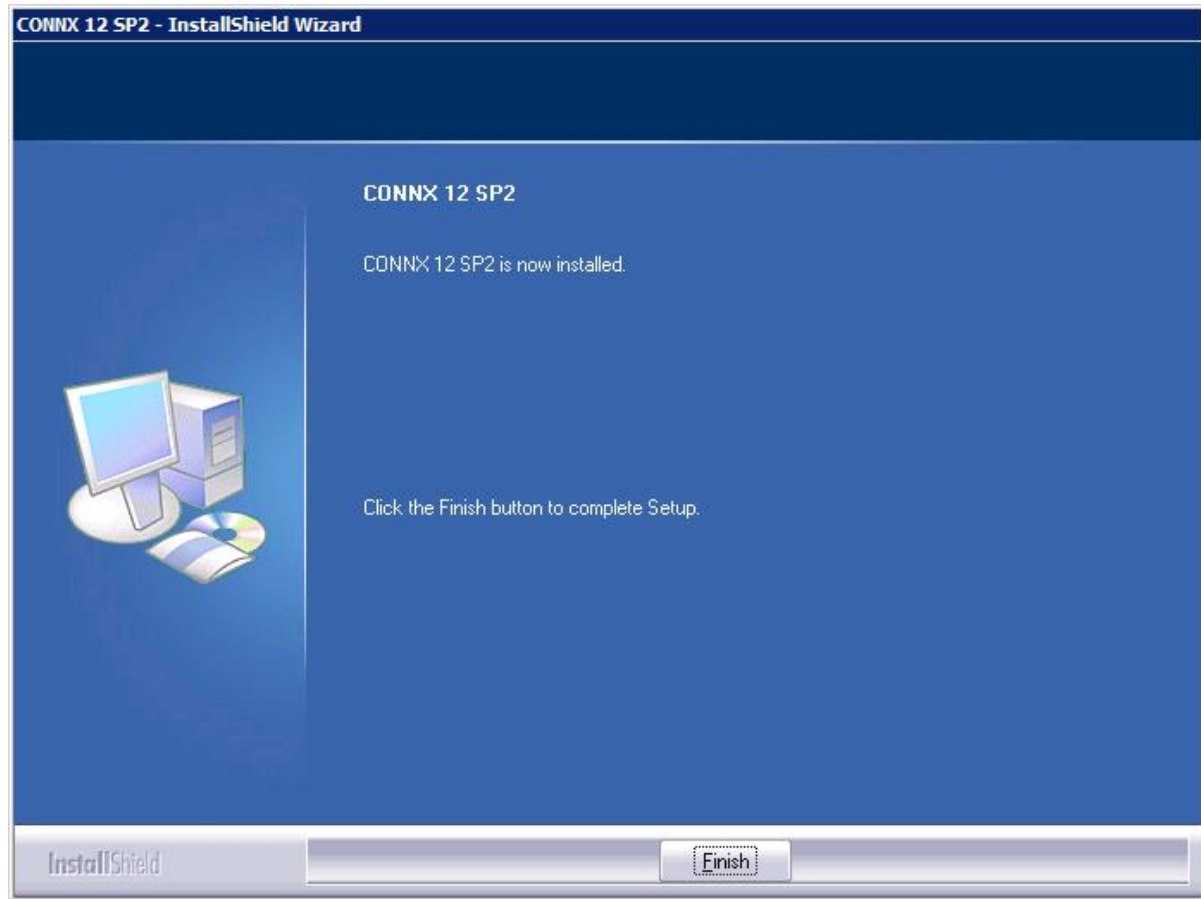 CONNX 12 SP2 - InstallShield Wizard
CONNX 12 SP2
CONNX 12 SP2 is now installed.
Click the Finish button to complete Setup.
InstallShield
Finish